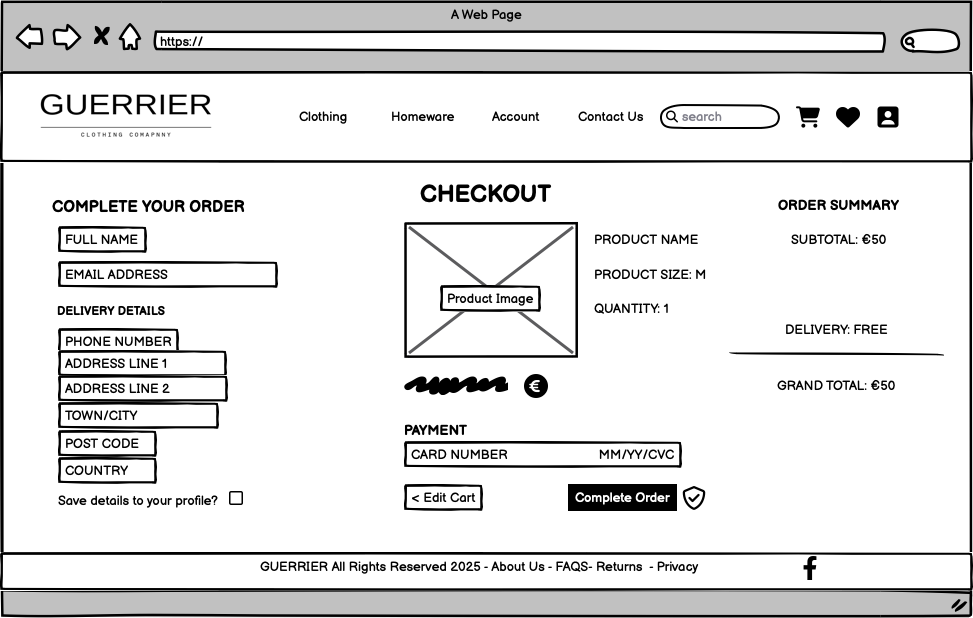 A Web Page
https://
GUERRIER
CLOTHING COMAPNNY
Clothing Homeware Account Contact Us search
CHECKOUT
COMPLETE YOUR ORDER
FULL NAME
EMAIL ADDRESS
DELIVERY DETAILS
PHONE NUMBER
ADDRESS LINE 1
ADDRESS LINE 2
TOWN/CITY
POST CODE
COUNTRY
Save details to your profile?
Product Image
PRODUCT NAME
PRODUCT SIZE: M
QUANTITY: 1
€
PAYMENT
CARD NUMBER MM/YY/CVC
< Edit Cart Complete Order
ORDER SUMMARY
SUBTOTAL: €50
DELIVERY: FREE
GRAND TOTAL: €50
GUERRIER All Rights Reserved 2025 - About Us - FAQS- Returns - Privacy